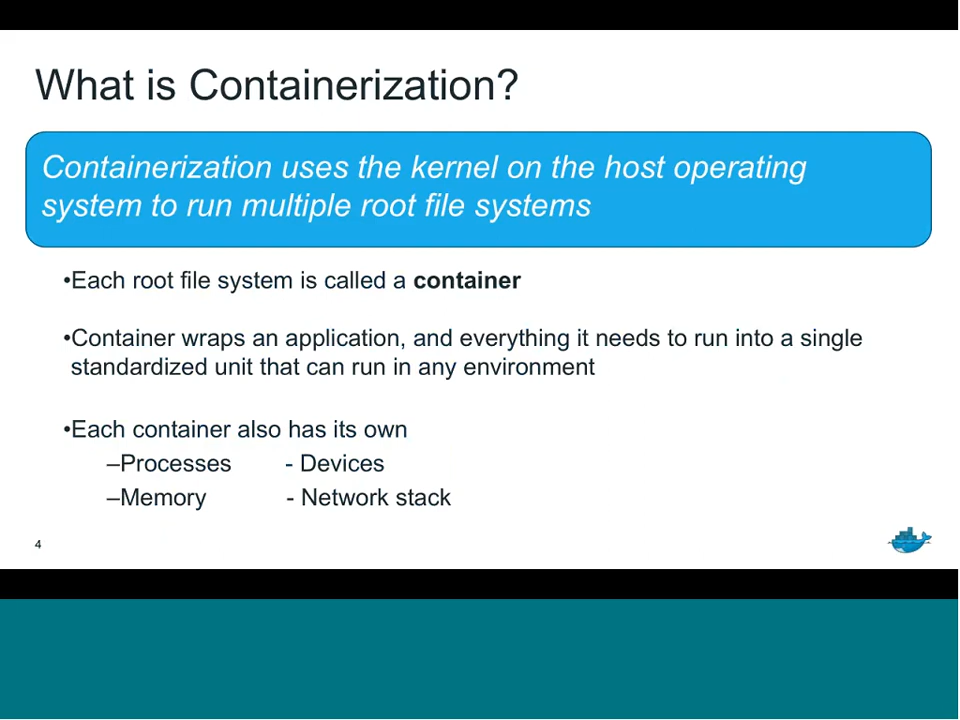 What is Containerization?
Containerization uses the kernel on the host operating
system to run multiple root file systems
•Each root file system is called a container
•Container wraps an application, and everything it needs to run into a single
standardized unit that can run in any environment
•Each container also has its own
–Processes - Devices
–Memory - Network stack
4